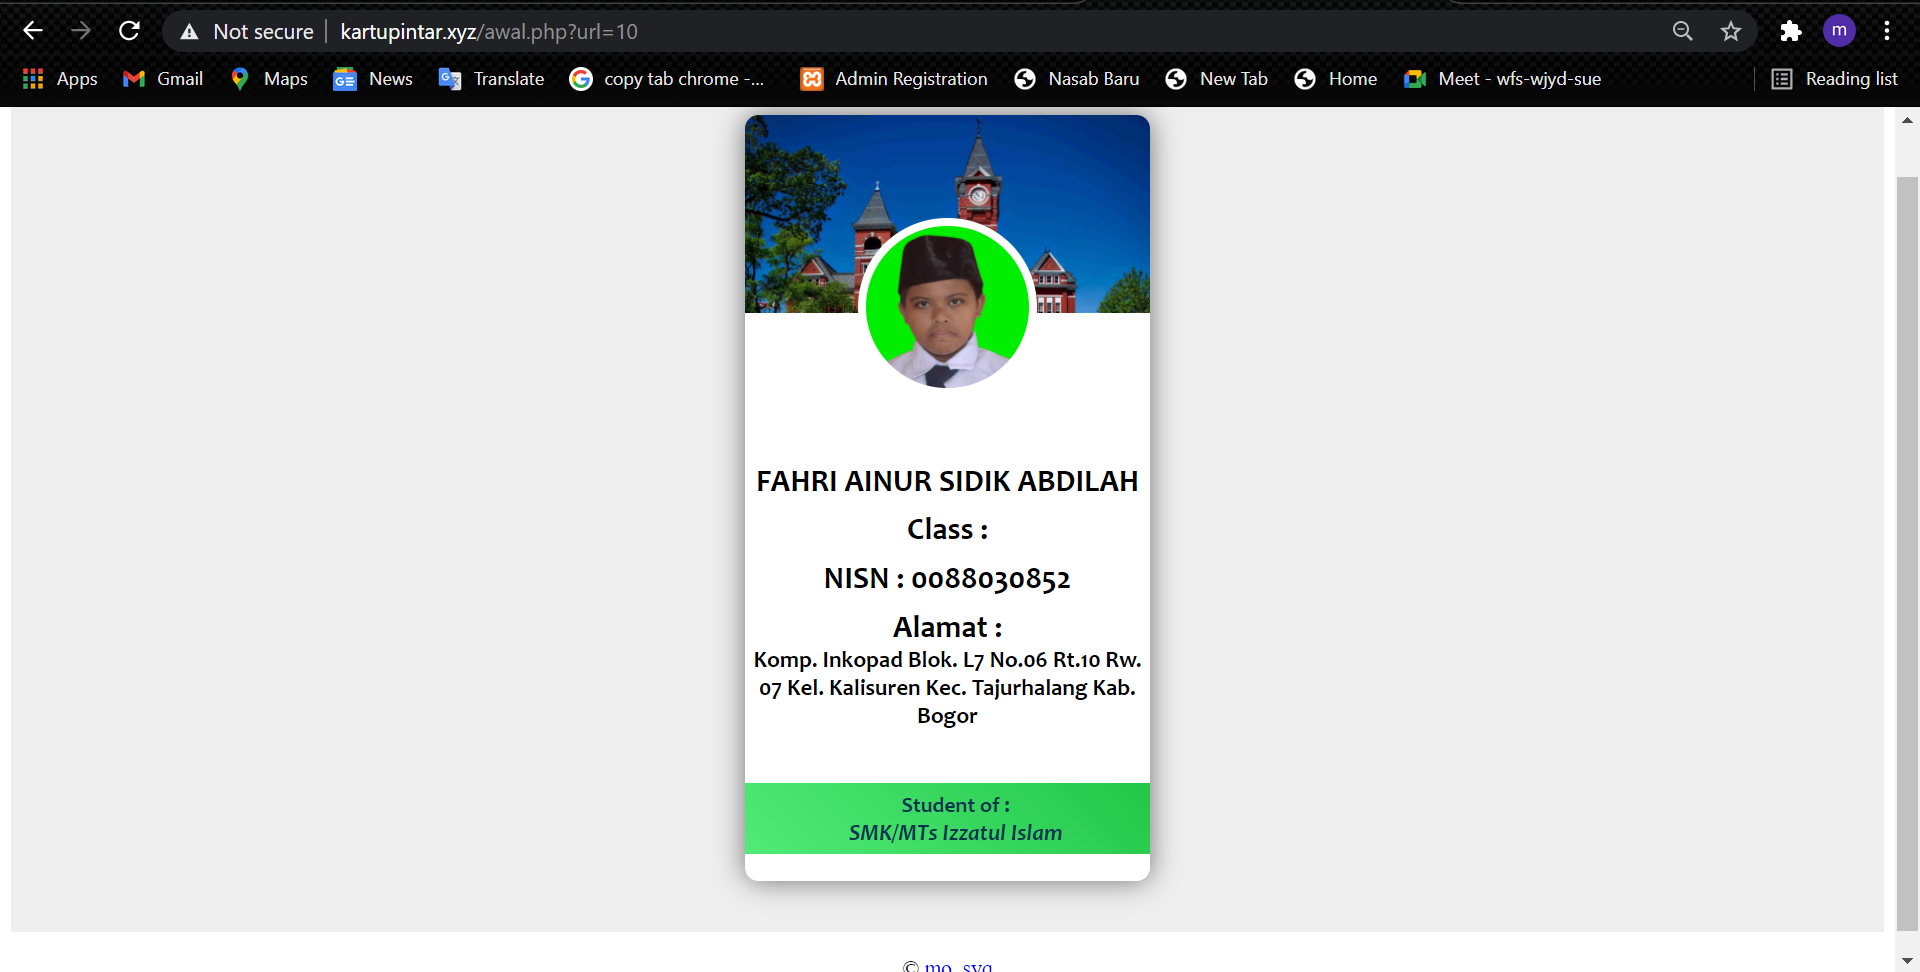 Not secure kartupintar.xyz/awal.php?url=10 m
Apps Gmail Maps News Translate copy tab chrome -... Admin Registration Nasab Baru New Tab Home Meet - wfs-wjyd-sue Reading list
FAHRI AINUR SIDIK ABDILAH
Class :
NISN : 0088030852
Alamat :
Komp. Inkopad Blok. L7 No.06 Rt.10 Rw.
07 Kel. Kalisuren Kec. Tajurhalang Kab.
Bogor
Student of :
SMK/MTs Izzatul Islam
©